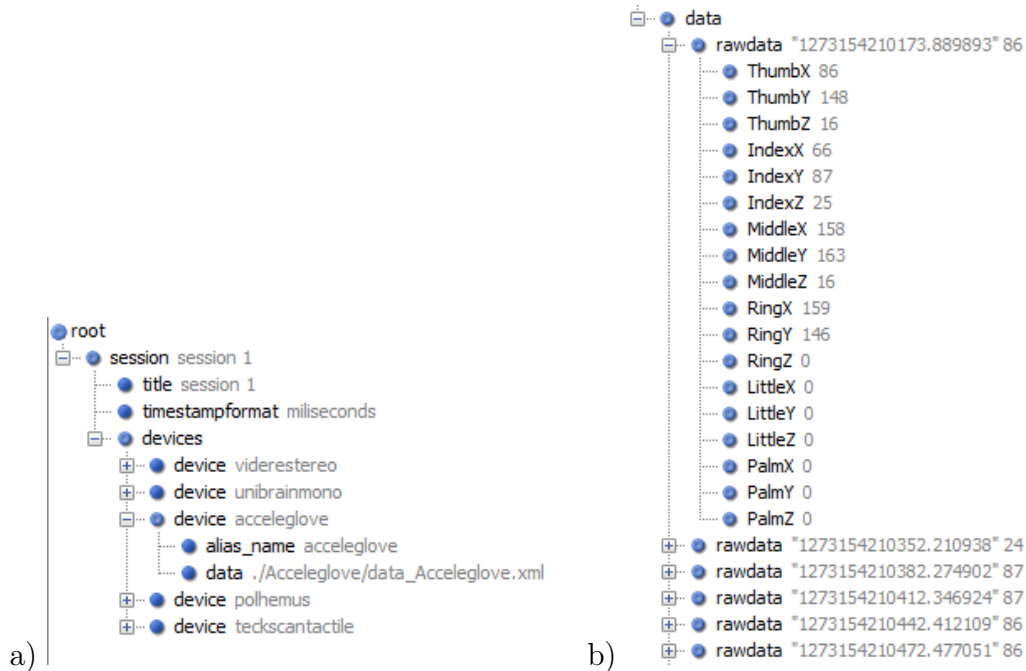 root
session session 1
title session 1
timestampformat miliseconds
devices
device viderestereo
device unibrainmono
device acceleglove
alias_name acceleglove
data ./Acceleglove/data_Acceleglove.xml
device polhemus
device teckscantactile
a)
data
rawdata "1273154210173.889893" 86
ThumbX 86
ThumbY 148
ThumbZ 16
IndexX 66
IndexY 87
IndexZ 25
MiddleX 158
MiddleY 163
MiddleZ 16
RingX 159
RingY 146
RingZ 0
LittleX 0
LittleY 0
LittleZ 0
PalmX 0
PalmY 0
PalmZ 0
rawdata "1273154210352.210938" 24
rawdata "1273154210382.274902" 87
rawdata "1273154210412.346924" 87
rawdata "1273154210442.412109" 86
rawdata "1273154210472.477051" 86
b)